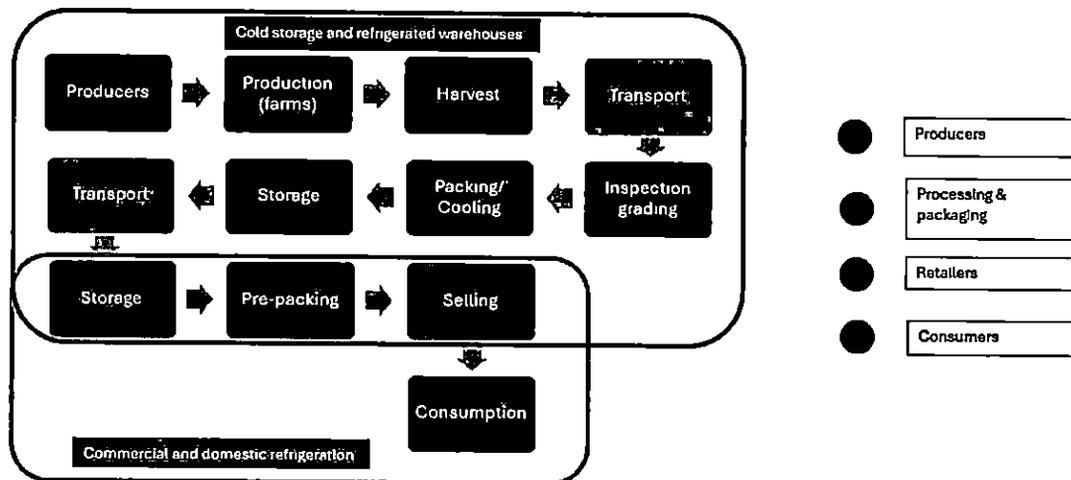 Cold storage and refrigerated warehouses
Producers
Production
(farms)
Harvest
Transport
Transport
Storage
Packing/
Cooling
Inspection
grading
Storage
Pre-packing
Selling
Consumption
Commercial and domestic refrigeration
Producers
Processing &
packaging
Retailers
Consumers